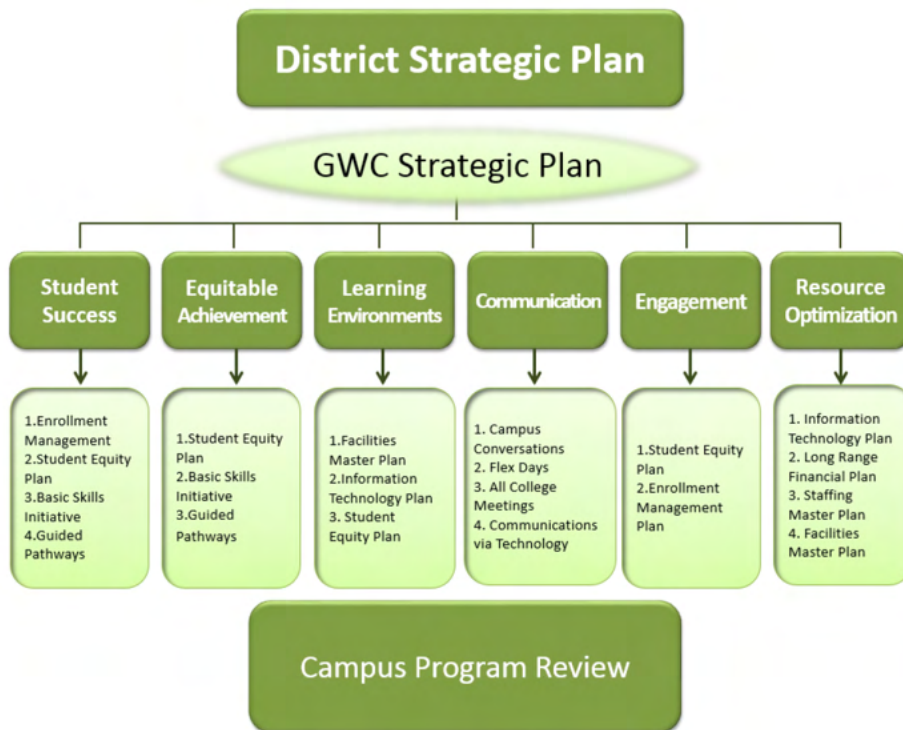 District Strategic Plan
GWC Strategic Plan
Student
Success
Equitable
Achievement
Learning
Environments
Communication
Engagement
Resource
Optimization
1.Enrollment
Management
2.Student Equity
Plan
3.Basic Skills
Initiative
4.Guided
Pathways
1.Student Equity
Plan
2.Basic Skills
Initiative
3.Guided
Pathways
1.Facilities
Master Plan
2.Information
Technology Plan
3. Student
Equity Plan
1. Campus
Conversations
2. Flex Days
3. All College
Meetings
4. Communications
via Technology
1.Student Equity
Plan
2.Enrollment
Management
Plan
1. Information
Technology Plan
2. Long Range
Financial Plan
3. Staffing
Master Plan
4. Facilities
Master Plan
Campus Program Review